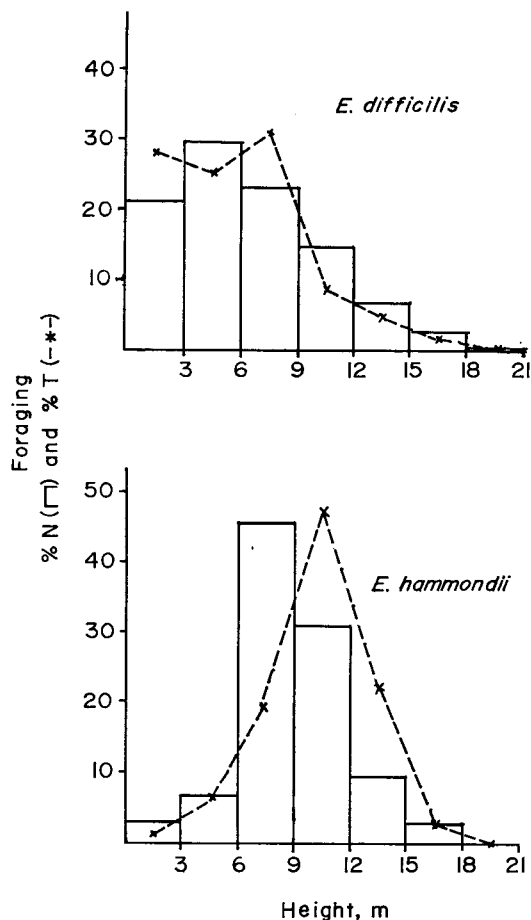 40
E. difficilis
30
20
10
3 6 9 12 15 18 21
Foraging
% N (⊓) and % T (-*-)
50
40
E. hammondii
30
20
10
3 6 9 12 15 18 21
Height, m